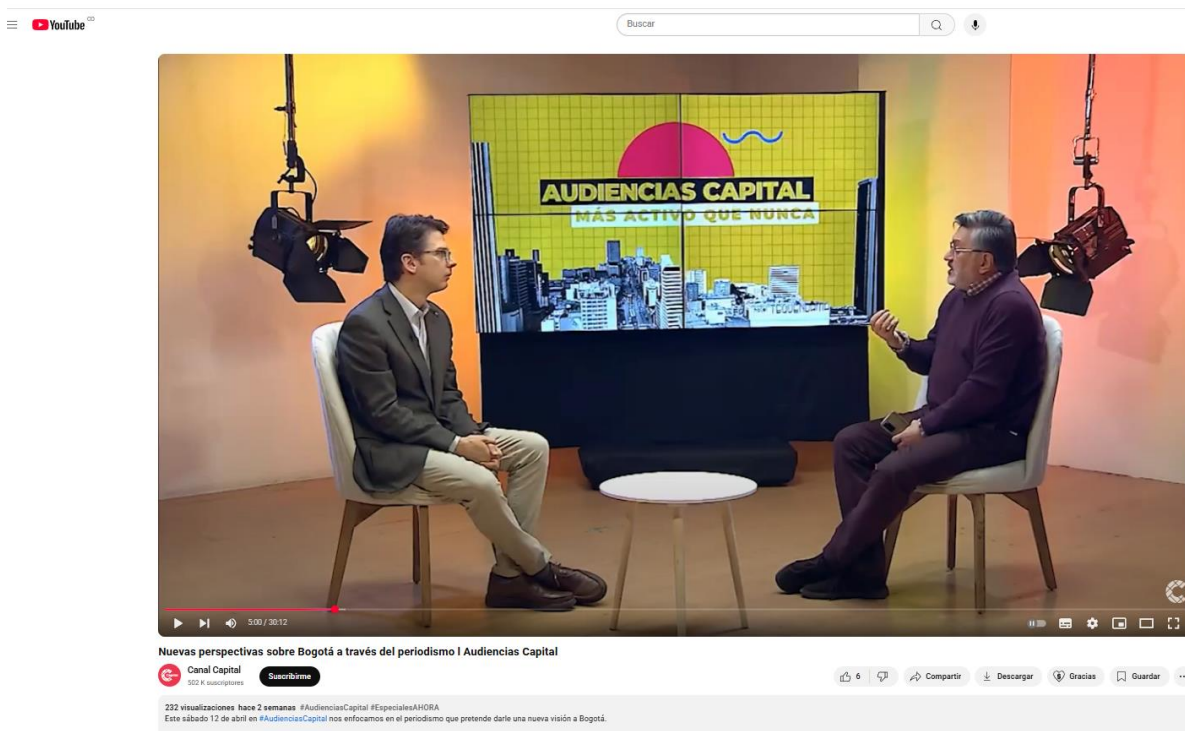 YouTube CO
Buscar
AUDIENCIAS CAPITAL
MÁS ACTIVO QUE NUNCA
5:00 / 30:12
Nuevas perspectivas sobre Bogotá a través del periodismo l Audiencias Capital
Canal Capital
502 K suscriptores
Suscribirme
6
Compartir
Descargar
Gracias
Guardar
232 visualizaciones hace 2 semanas #AudienciasCapital #EspecialesAHORA
Este sábado 12 de abril en #AudienciasCapital nos enfocamos en el periodismo que pretende darle una nueva visión a Bogotá.